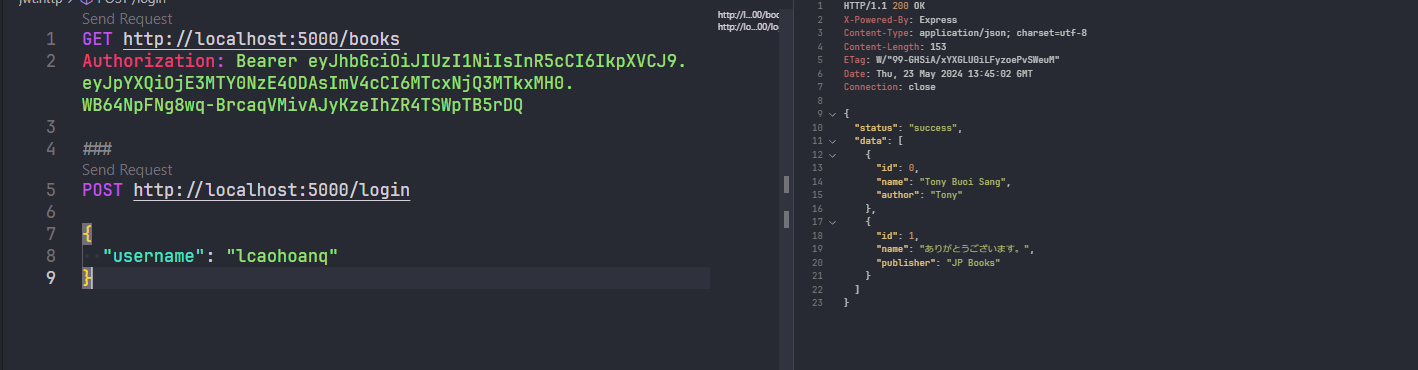 jwt.http > POST /login
Send Request
1 GET http://localhost:5000/books
2 Authorization: Bearer eyJhbGciOiJIUzI1NiIsInR5cCI6IkpXVCJ9.
eyJpYXQiOjE3MTY0NzE4ODAsImV4cCI6MTcxNjQ3MTkxMH0.
WB64NpFNg8wq-BrcaqVMivAJyKzeIhZR4TSWpTB5rDQ
3
4 ###
Send Request
5 POST http://localhost:5000/login
6
7 {
8 "username": "lcaohoanq"
9 }
http://l...00/boo
http://lo...00/lo
1 HTTP/1.1 200 OK
2 X-Powered-By: Express
3 Content-Type: application/json; charset=utf-8
4 Content-Length: 153
5 ETag: W/"99-GHSiA/xYXGLU0iLFyzoePvSWeuM"
6 Date: Thu, 23 May 2024 13:45:02 GMT
7 Connection: close
8
9 {
10 "status": "success",
11 "data": [
12 {
13 "id": 0,
14 "name": "Tony Buoi Sang",
15 "author": "Tony"
16 },
17 {
18 "id": 1,
19 "name": "ありがとうございます。",
20 "publisher": "JP Books"
21 }
22 ]
23 }